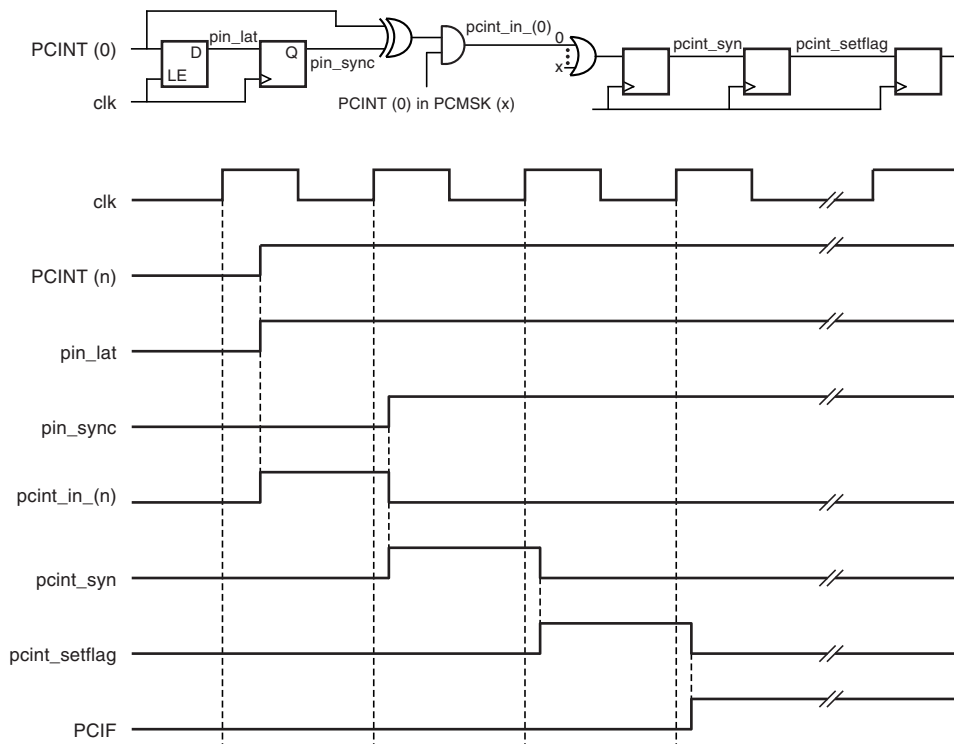 PCINT (0)
D
pin_lat
Q
LE
pin_sync
clk
pcint_in_(0)
0
x
PCINT (0) in PCMSK (x)
pcint_syn
pcint_setflag
clk
PCINT (n)
pin_lat
pin_sync
pcint_in_(n)
pcint_syn
pcint_setflag
PCIF